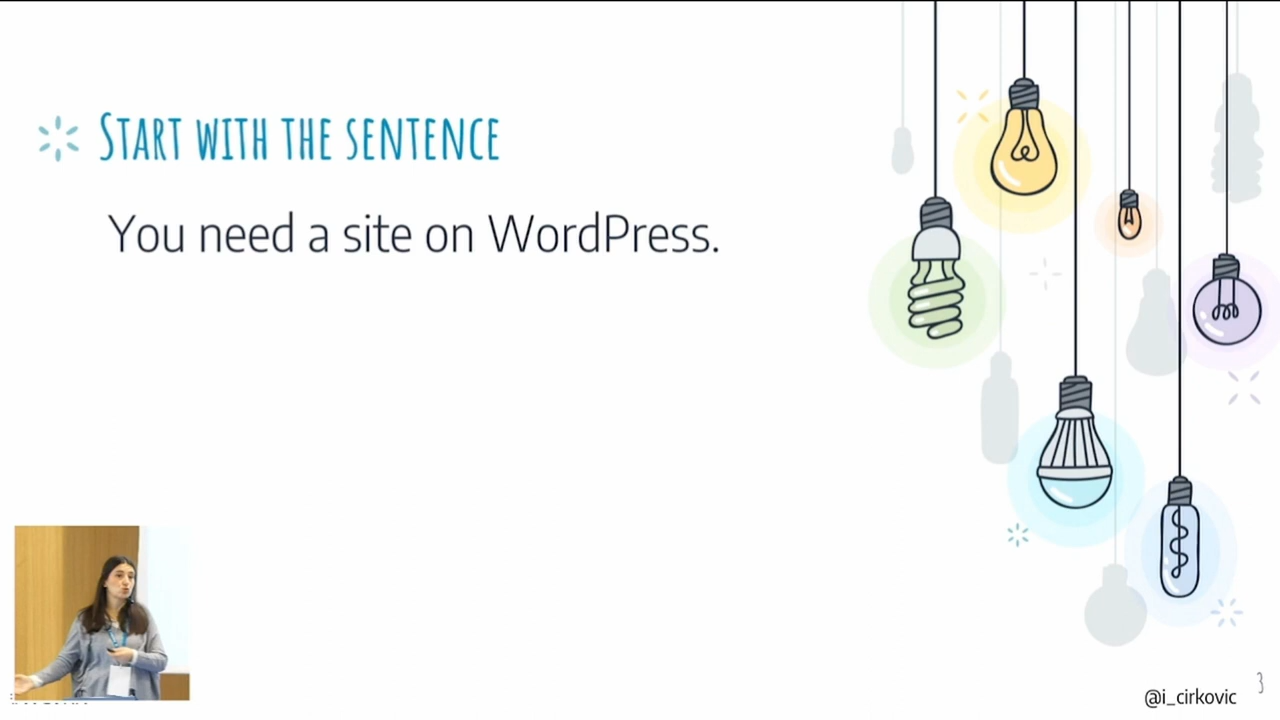 START WITH THE SENTENCE
You need a site on WordPress.
@i_cirkovic
3